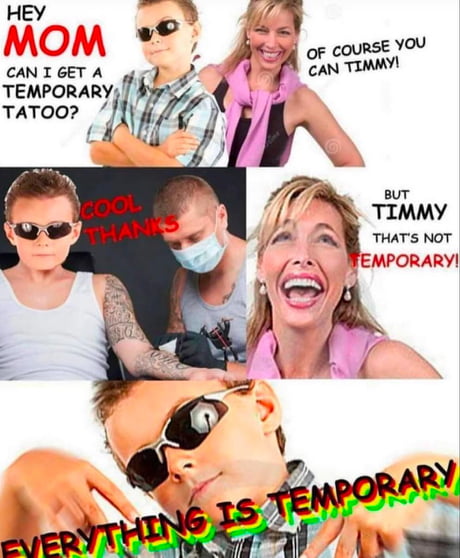 HEY
MOM
CAN I GET A
TEMPORARY
TATOO?
OF COURSE YOU
CAN TIMMY!
COOL
THANKS
BUT
TIMMY
THAT'S NOT
TEMPORARY!
EVERYTHING IS TEMPORARY